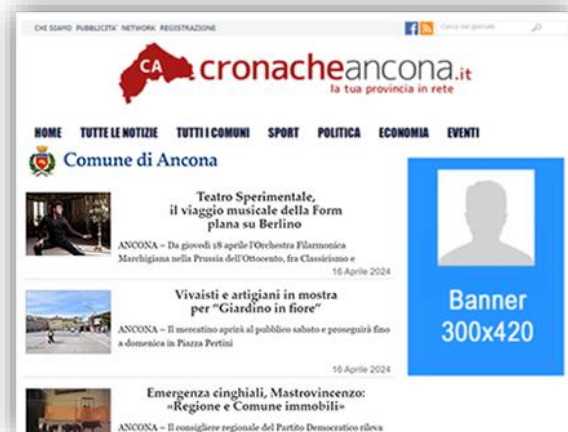 CHI SIAMO PUBBLICITA' NETWORK REGISTRAZIONE
Cerca nel giornale
CA
cronacheancona.it
la tua provincia in rete
HOME TUTTE LE NOTIZIE TUTTI I COMUNI SPORT POLITICA ECONOMIA EVENTI
Comune di Ancona
Teatro Sperimentale,
il viaggio musicale della Form
plana su Berlino
ANCONA – Da giovedì 18 aprile l'Orchestra Filarmonica
Marchigiana nella Prussia dell'Ottocento, fra Classicismo e
16 Aprile 2024
Vivaisti e artigiani in mostra
per "Giardino in fiore"
ANCONA – Il mercatino aprirà al pubblico sabato e proseguirà fino
a domenica in Piazza Pertini
16 Aprile 2024
Emergenza cinghiali, Mastrovincenzo:
«Regione e Comune immobili»
ANCONA – Il consigliere regionale del Partito Democratico rileva
Banner
300x420